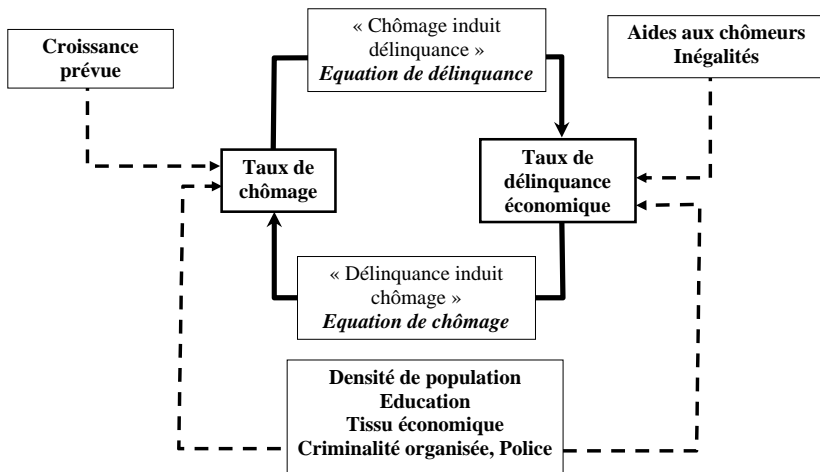 Croissance
prévue
« Chômage induit
délinquance »
Equation de délinquance
Aides aux chômeurs
Inégalités
Taux de
chômage
Taux de
délinquance
économique
« Délinquance induit
chômage »
Equation de chômage
Densité de population
Education
Tissu économique
Criminalité organisée, Police